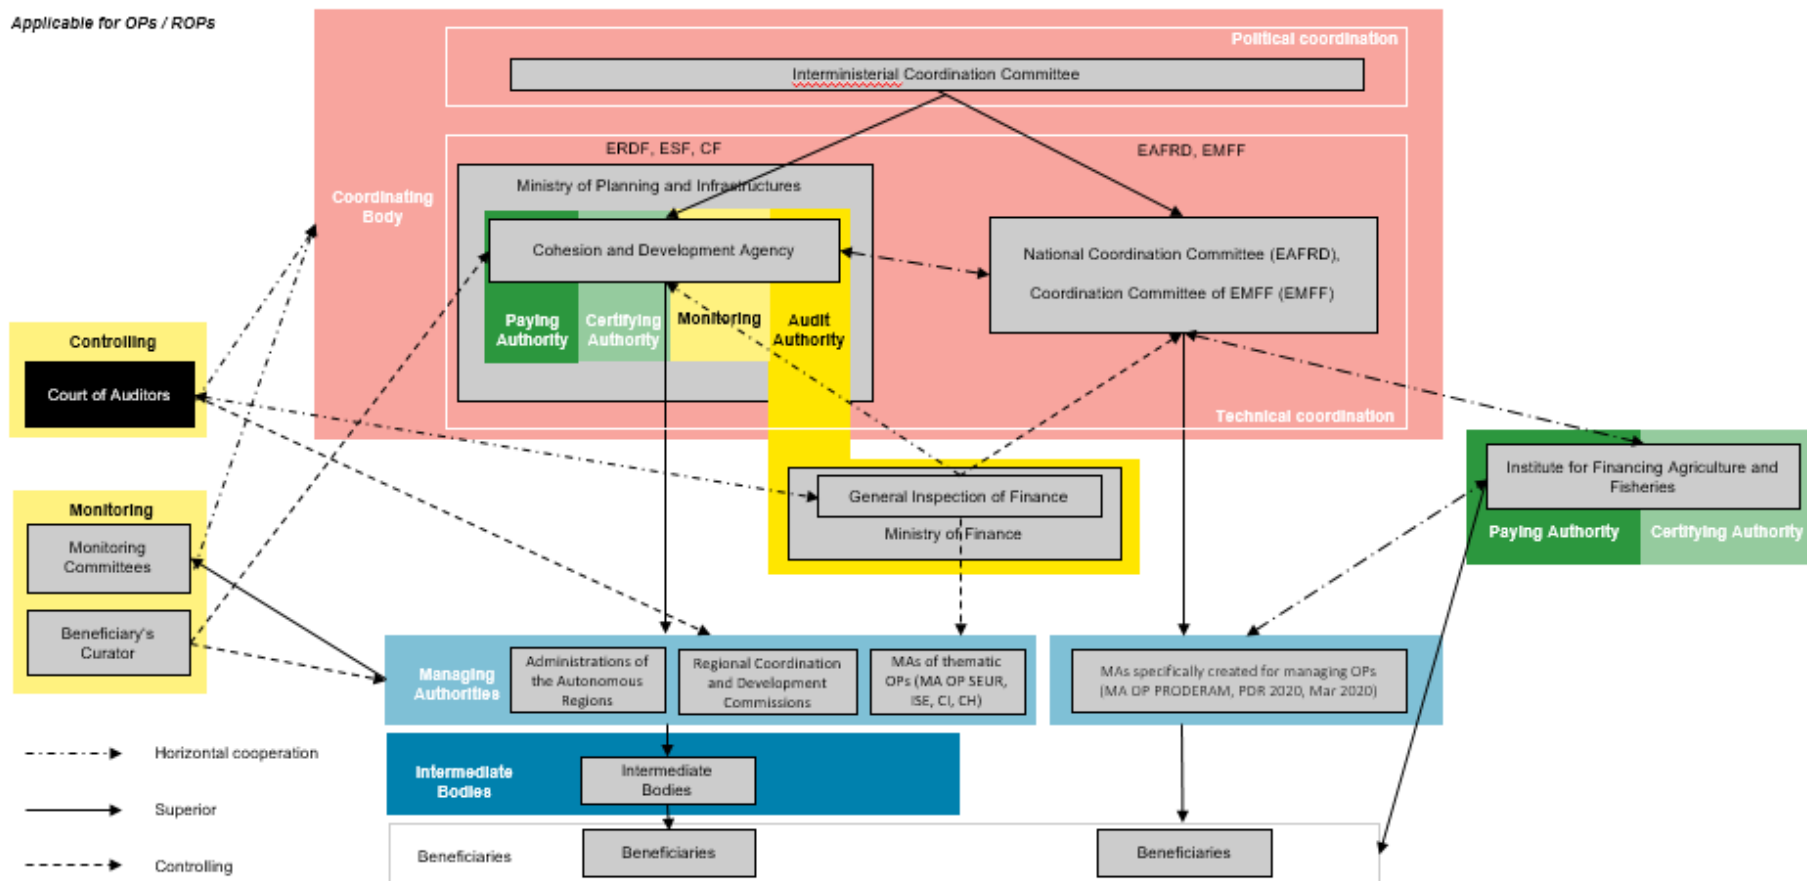 Applicable for OPs / ROPs
Political coordination
Interministerial Coordination Committee
ERDF, ESF, CF
EAFRD, EMFF
Coordinating
Body
Ministry of Planning and Infrastructures
Cohesion and Development Agency
National Coordination Committee (EAFRD),
Coordination Committee of EMFF (EMFF)
Paying
Authority
Certifying
Authority
Monitoring
Audit
Authority
Technical coordination
Controlling
Court of Auditors
General Inspection of Finance
Ministry of Finance
Institute for Financing Agriculture and
Fisheries
Paying Authority
Certifying Authority
Monitoring
Monitoring
Committees
Beneficiary's
Curator
Managing
Authorities
Administrations of
the Autonomous
Regions
Regional Coordination
and Development
Commissions
MAs of thematic
OPs (MA OP SEUR,
ISE, CI, CH)
MAs specifically created for managing OPs
(MA OP PRODERAM, PDR 2020, Mar 2020)
Intermediate
Bodies
Intermediate
Bodies
Beneficiaries
Beneficiaries
Beneficiaries
Horizontal cooperation
Superior
Controlling